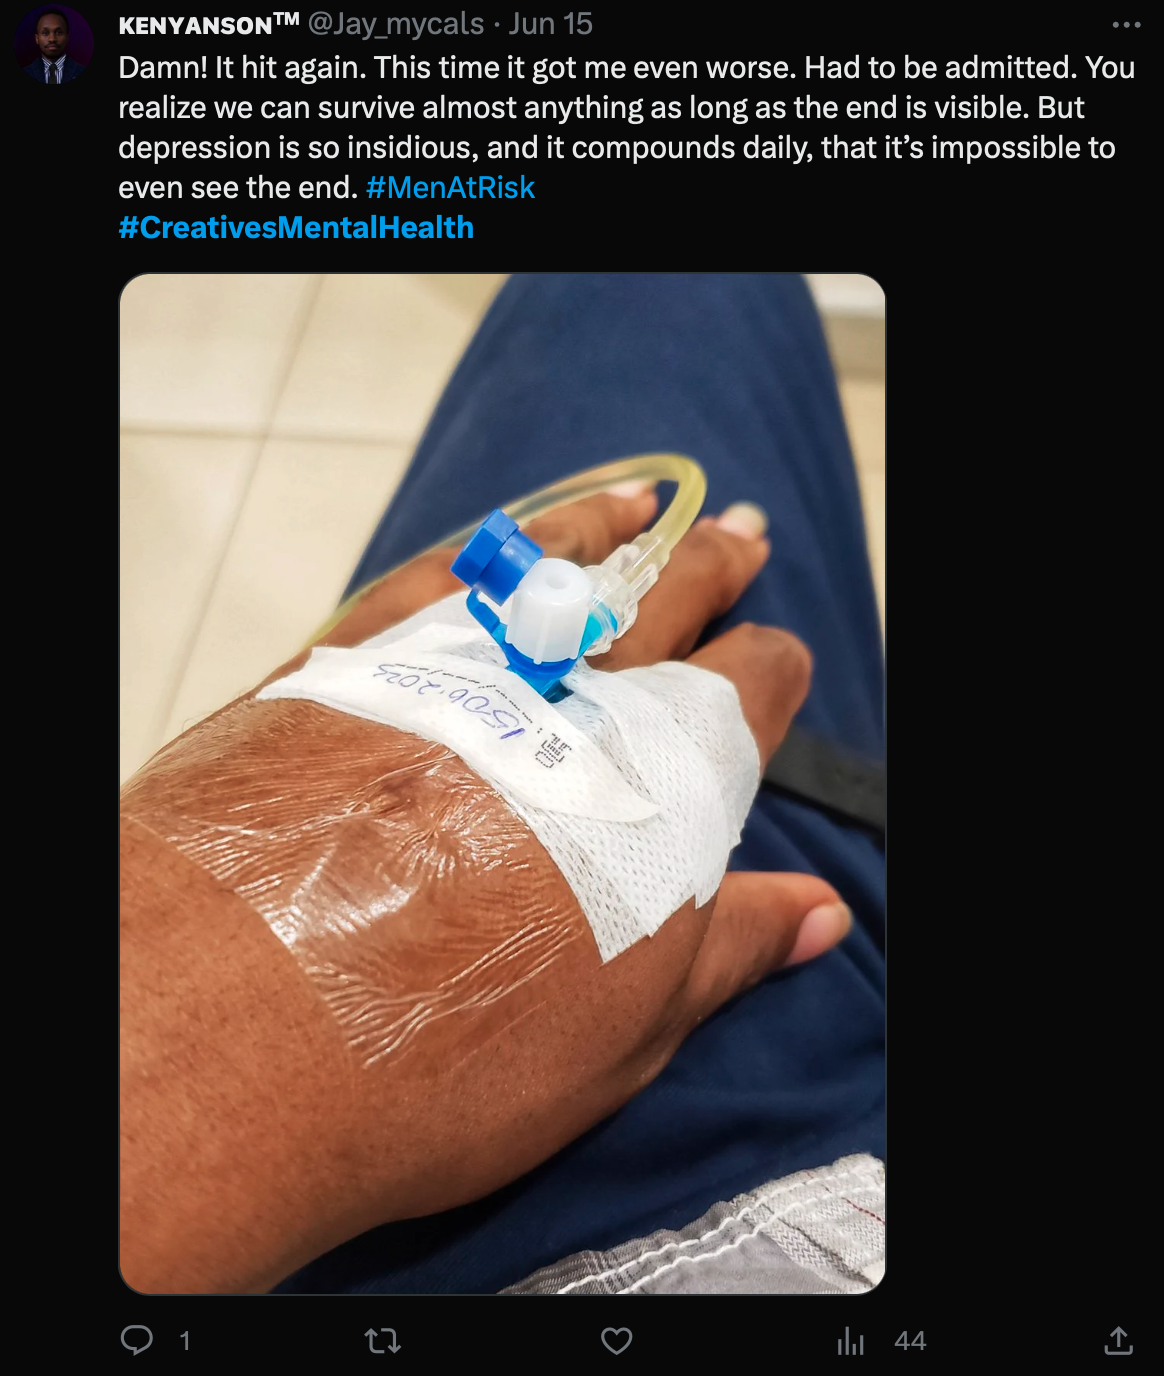 KENYANSON™ @Jay_mycals · Jun 15
Damn! It hit again. This time it got me even worse. Had to be admitted. You
realize we can survive almost anything as long as the end is visible. But
depression is so insidious, and it compounds daily, that it’s impossible to
even see the end. #MenAtRisk
#CreativesMentalHealth
15.06.2023
1
44